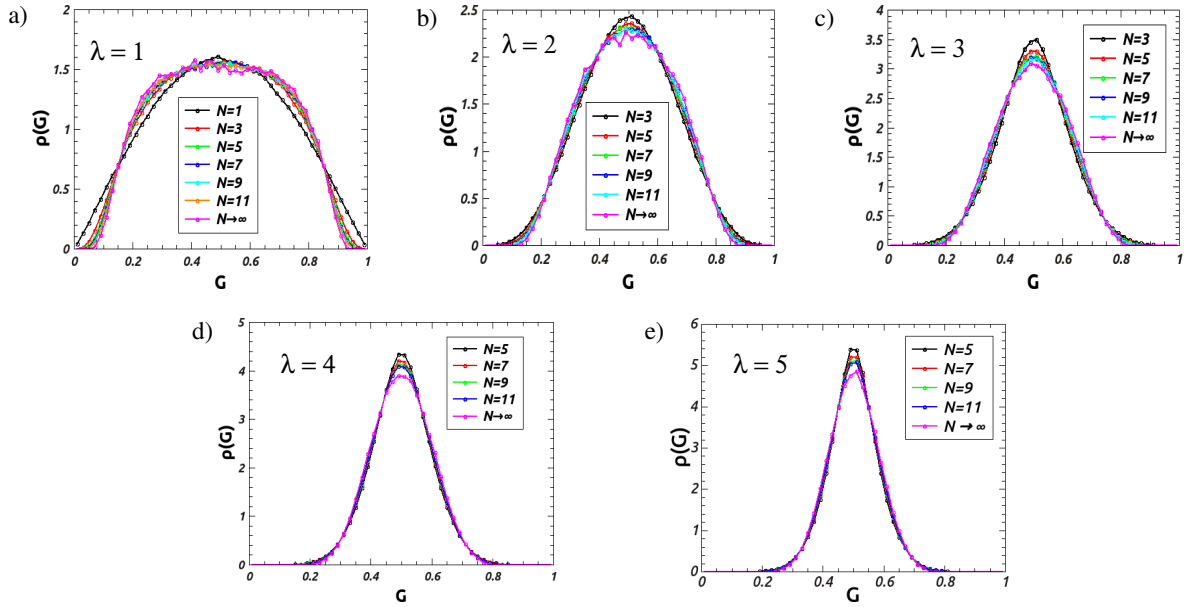 a)
λ = 1
ρ(G)
2
1.5
1
0.5
0
N=1
N=3
N=5
N=7
N=9
N=11
N→∞
0 0.2 0.4 0.6 0.8 1
G
b)
λ = 2
ρ(G)
2.5
2
1.5
1
0.5
0
N=3
N=5
N=7
N=9
N=11
N→∞
0 0.2 0.4 0.6 0.8 1
G
c)
λ = 3
ρ(G)
4
3.5
3
2.5
2
1.5
1
0.5
0
N=3
N=5
N=7
N=9
N=11
N→∞
0 0.2 0.4 0.6 0.8 1
G
d)
λ = 4
ρ(G)
5
4
3
2
1
0
N=5
N=7
N=9
N=11
N→∞
0 0.2 0.4 0.6 0.8 1
G
e)
λ = 5
ρ(G)
6
5
4
3
2
1
0
N=5
N=7
N=9
N=11
N → ∞
0 0.2 0.4 0.6 0.8 1
G